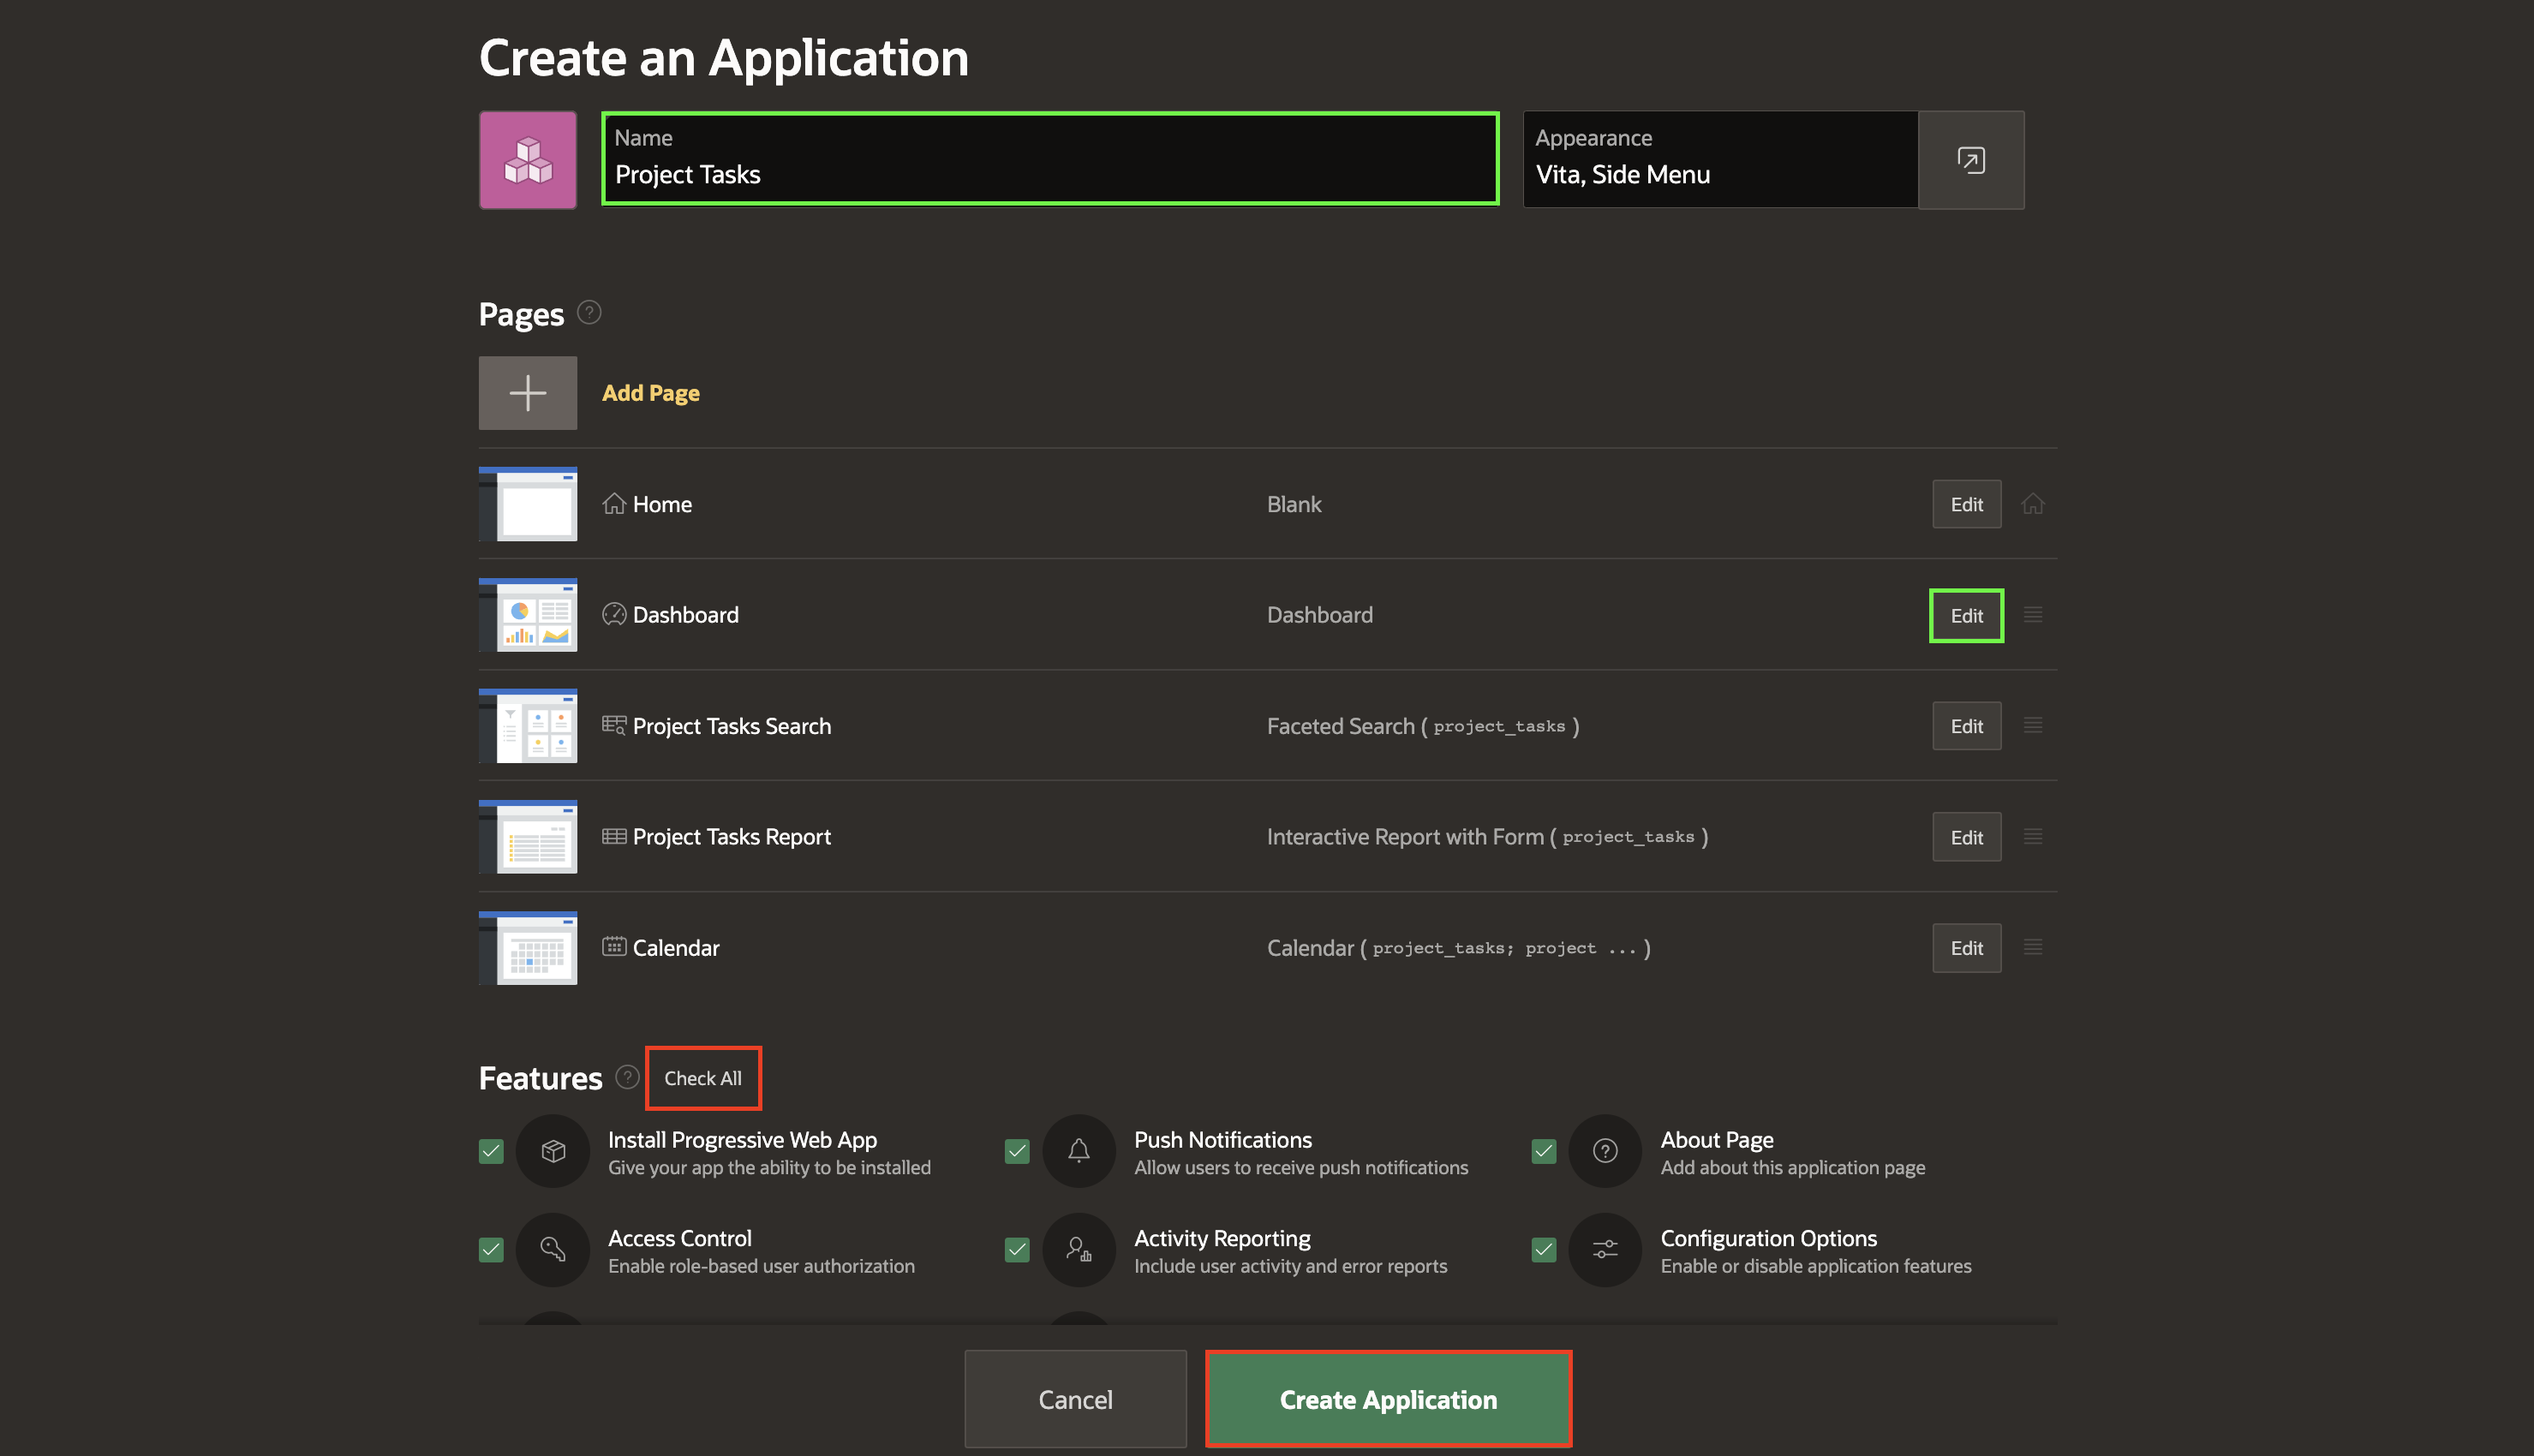 Create an Application
Name
Project Tasks
Appearance
Vita, Side Menu
Pages ?
Add Page
Home
Blank
Edit
Dashboard
Dashboard
Edit
Project Tasks Search
Faceted Search ( project_tasks )
Edit
Project Tasks Report
Interactive Report with Form ( project_tasks )
Edit
Calendar
Calendar ( project_tasks; project ... )
Edit
Features ? Check All
Install Progressive Web App
Give your app the ability to be installed
Push Notifications
Allow users to receive push notifications
About Page
Add about this application page
Access Control
Enable role-based user authorization
Activity Reporting
Include user activity and error reports
Configuration Options
Enable or disable application features
Cancel
Create Application